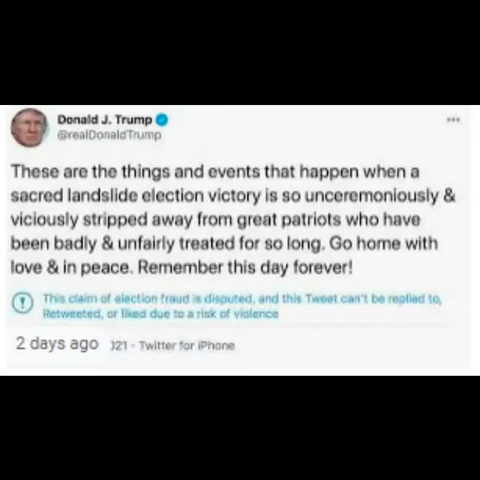 Donald J. Trump
@realDonaldTrump
These are the things and events that happen when a
sacred landslide election victory is so unceremoniously &
viciously stripped away from great patriots who have
been badly & unfairly treated for so long. Go home with
love & in peace. Remember this day forever!
This claim of election fraud is disputed, and this Tweet can't be replied to,
Retweeted, or liked due to a risk of violence
2 days ago 021 - Twitter for iPhone